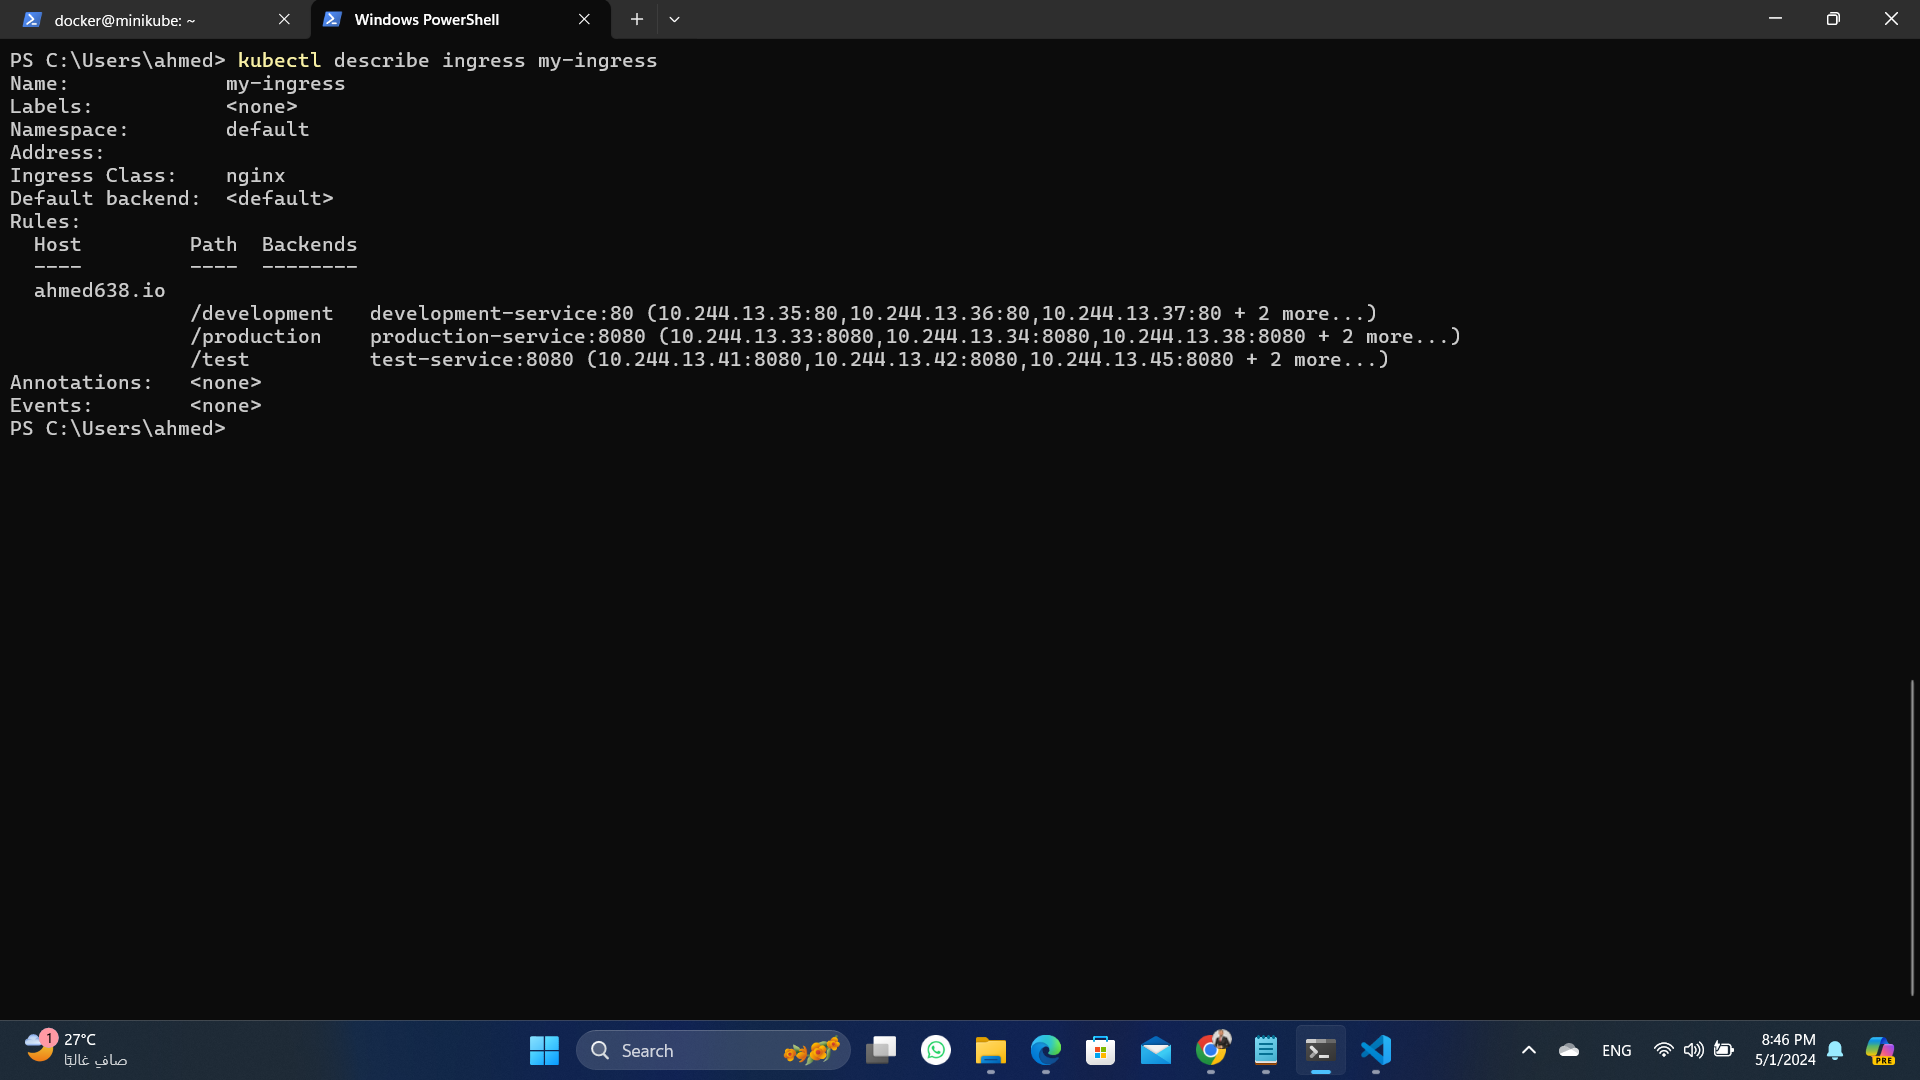 docker@minikube: ~
Windows PowerShell
PS C:\Users\ahmed> kubectl describe ingress my-ingress
Name:             my-ingress
Labels:           <none>
Namespace:        default
Address:
Ingress Class:    nginx
Default backend:  <default>
Rules:
  Host         Path  Backends
  ----         ----  --------
  ahmed638.io
               /development   development-service:80 (10.244.13.35:80,10.244.13.36:80,10.244.13.37:80 + 2 more...)
               /production    production-service:8080 (10.244.13.33:8080,10.244.13.34:8080,10.244.13.38:8080 + 2 more...)
               /test          test-service:8080 (10.244.13.41:8080,10.244.13.42:8080,10.244.13.45:8080 + 2 more...)
Annotations:   <none>
Events:        <none>
PS C:\Users\ahmed>
1
27°C
صافٍ غالبًا
Search
ENG
8:46 PM
5/1/2024
PRE